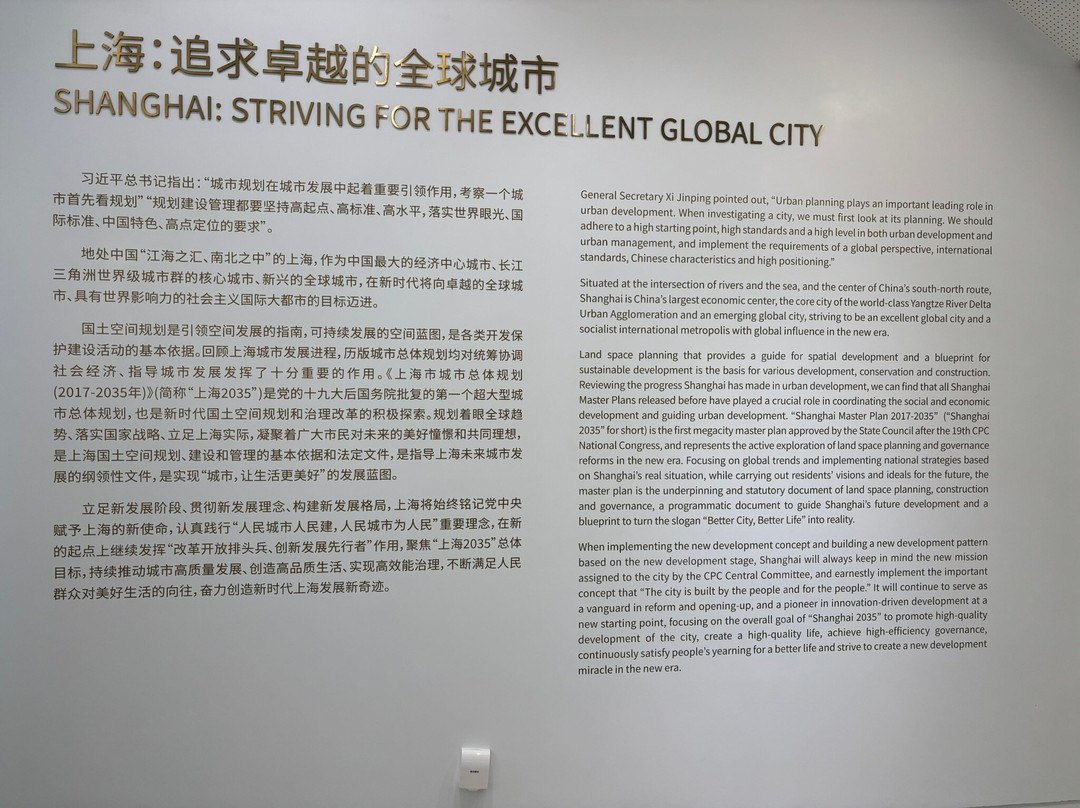 上海：追求卓越的全球城市
SHANGHAI: STRIVING FOR THE EXCELLENT GLOBAL CITY
习近平总书记指出：“城市规划在城市发展中起着重要引领作用，考察一个城
市首先看规划”“规划建设管理都要坚持高起点、高标准、高水平，落实世界眼光、国
际标准、中国特色、高点定位的要求”。
地处中国“江海之汇、南北之中”的上海，作为中国最大的经济中心城市、长江
三角洲世界级城市群的核心城市、新兴的全球城市，在新时代将向卓越的全球城
市、具有世界影响力的社会主义国际大都市的目标迈进。
国土空间规划是引领空间发展的指南，可持续发展的空间蓝图，是各类开发保
护建设活动的基本依据。回顾上海城市发展进程，历版城市总体规划均对统筹协调
社会经济、指导城市发展发挥了十分重要的作用。《上海市城市总体规划
(2017-2035年)》(简称“上海2035”)是党的十九大后国务院批复的第一个超大型城
市总体规划，也是新时代国土空间规划和治理改革的积极探索。规划着眼全球趋
势、落实国家战略、立足上海实际，凝聚着广大市民对未来的美好憧憬和共同理想，
是上海国土空间规划、建设和管理的基本依据和法定文件，是指导上海未来城市发
展的纲领性文件，是实现“城市，让生活更美好”的发展蓝图。
立足新发展阶段、贯彻新发展理念、构建新发展格局，上海将始终铭记党中央
赋予上海的新使命，认真践行“人民城市人民建，人民城市为人民”重要理念，在新
的起点上继续发挥“改革开放排头兵、创新发展先行者”作用，聚焦“上海2035”总体
目标，持续推动城市高质量发展、创造高品质生活、实现高效能治理，不断满足人民
群众对美好生活的向往，奋力创造新时代上海发展新奇迹。
General Secretary Xi Jinping pointed out, “Urban planning plays an important leading role in
urban development. When investigating a city, we must first look at its planning. We should
adhere to a high starting point, high standards and a high level in both urban development and
urban management, and implement the requirements of a global perspective, international
standards, Chinese characteristics and high positioning.”
Situated at the intersection of rivers and the sea, and the center of China's south-north route,
Shanghai is China's largest economic center, the core city of the world-class Yangtze River Delta
Urban Agglomeration and an emerging global city, striving to be an excellent global city and a
socialist international metropolis with global influence in the new era.
Land space planning that provides a guide for spatial development and a blueprint for
sustainable development is the basis for various development, conservation and construction.
Reviewing the progress Shanghai has made in urban development, we can find that all Shanghai
Master Plans released before have played a crucial role in coordinating the social and economic
development and guiding urban development. “Shanghai Master Plan 2017-2035” (“Shanghai
2035” for short) is the first megacity master plan approved by the State Council after the 19th CPC
National Congress, and represents the active exploration of land space planning and governance
reforms in the new era. Focusing on global trends and implementing national strategies based
on Shanghai's real situation, while carrying out residents' visions and ideals for the future, the
master plan is the underpinning and statutory document of land space planning, construction
and governance, a programmatic document to guide Shanghai's future development and a
blueprint to turn the slogan “Better City, Better Life” into reality.
When implementing the new development concept and building a new development pattern
based on the new development stage, Shanghai will always keep in mind the new mission
assigned to the city by the CPC Central Committee, and earnestly implement the important
concept that “The city is built by the people and for the people.” It will continue to serve as
a vanguard in reform and opening-up, and a pioneer in innovation-driven development at a
new starting point, focusing on the overall goal of “Shanghai 2035” to promote high-quality
development of the city, create a high-quality life, achieve high-efficiency governance,
continuously satisfy people's yearning for a better life and strive to create a new development
miracle in the new era.